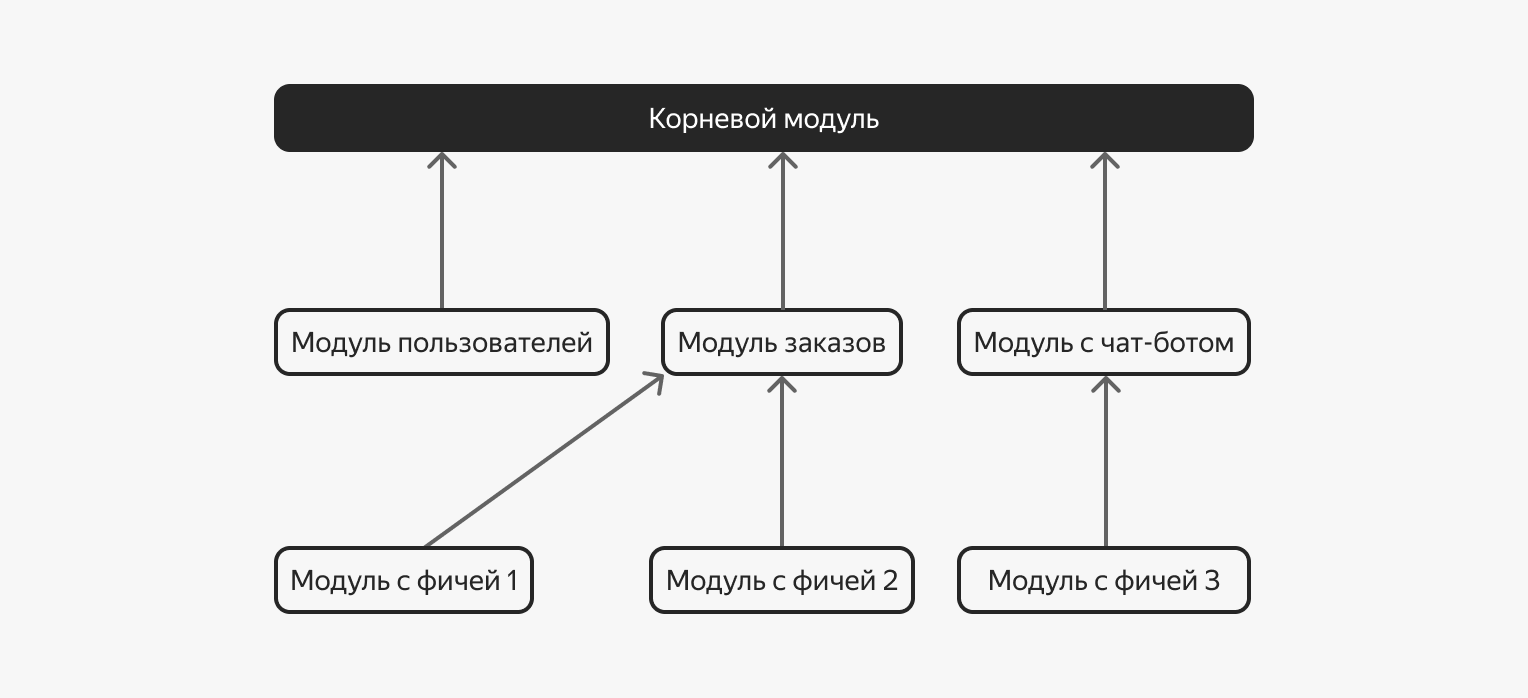 Корневой модуль
Модуль пользователей
Модуль заказов
Модуль с чат-ботом
Модуль с фичей 1
Модуль с фичей 2
Модуль с фичей 3